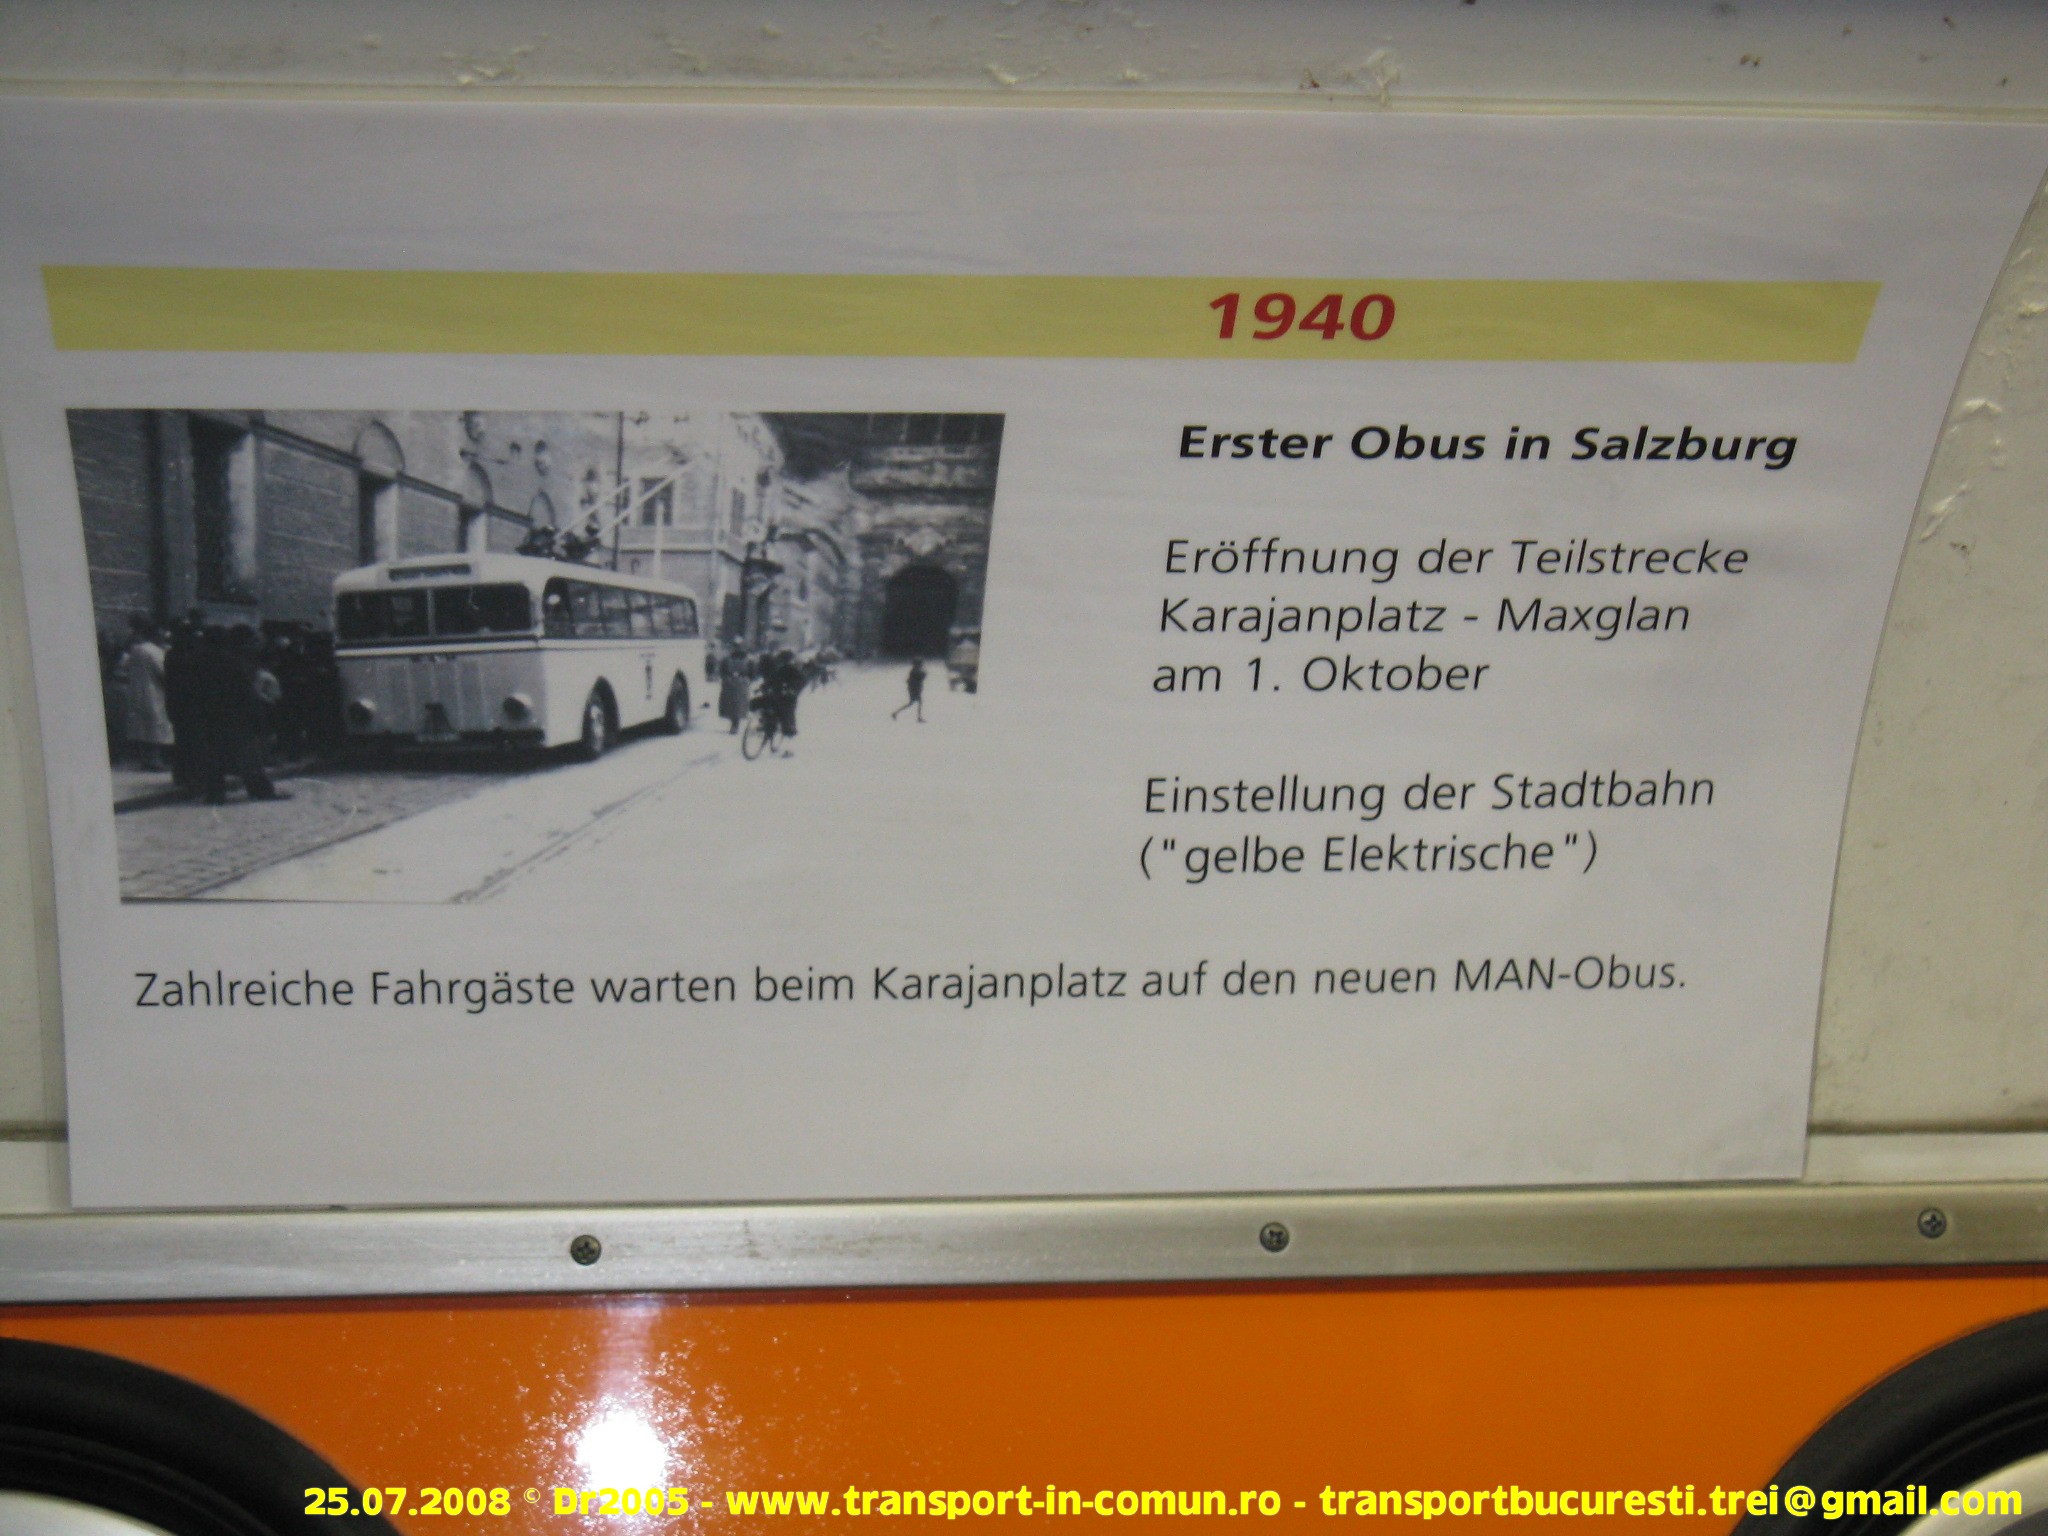 1940
Erster Obus in Salzburg
Eröffnung der Teilstrecke
Karajanplatz - Maxglan
am 1. Oktober
Einstellung der Stadtbahn
("gelbe Elektrische")
Zahlreiche Fahrgäste warten beim Karajanplatz auf den neuen MAN-Obus.
25.07.2008 © Dr2005 - www.transport-in-comun.ro - transportbucuresti.trei@gmail.com